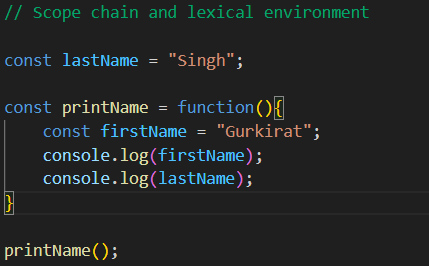 // Scope chain and lexical environment
const lastName = "Singh";
const printName = function(){
    const firstName = "Gurkirat";
    console.log(firstName);
    console.log(lastName);
}
printName();